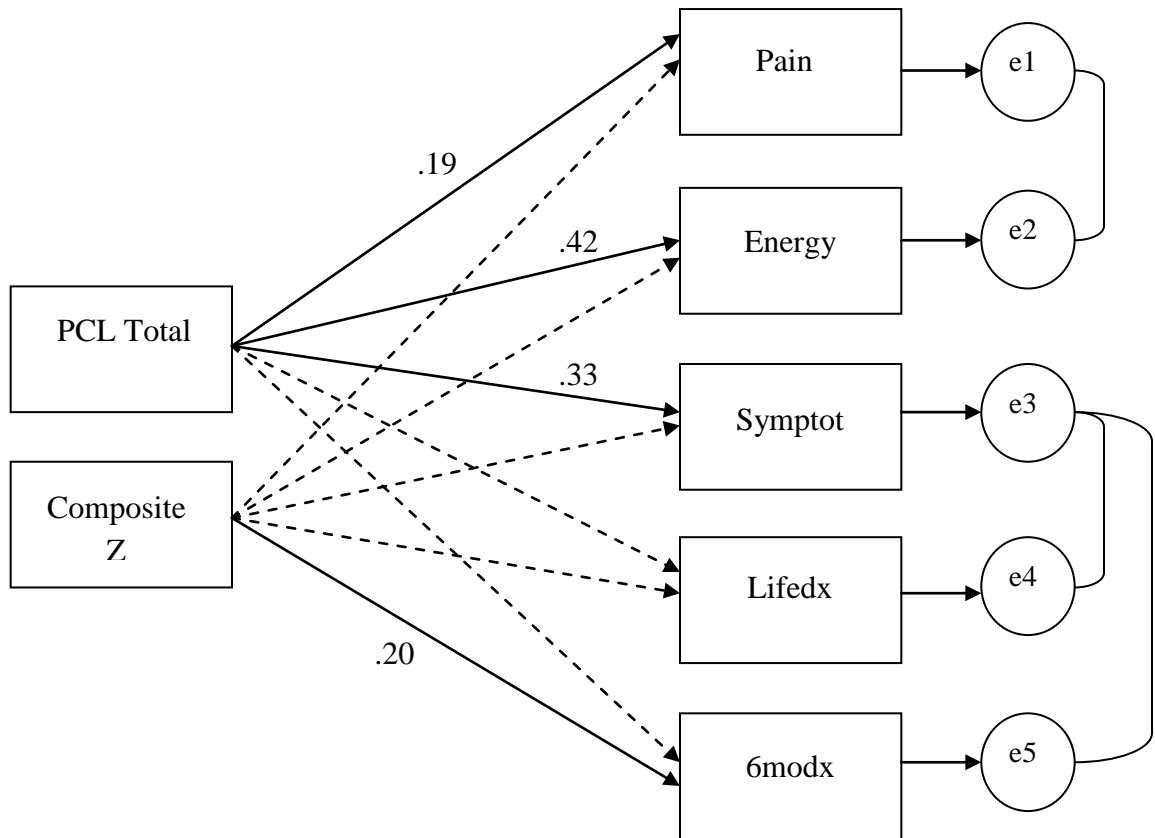 Pain
e1
.19
Energy
e2
.42
PCL Total
.33
Symptot
e3
Composite
Z
Lifedx
e4
.20
6modx
e5